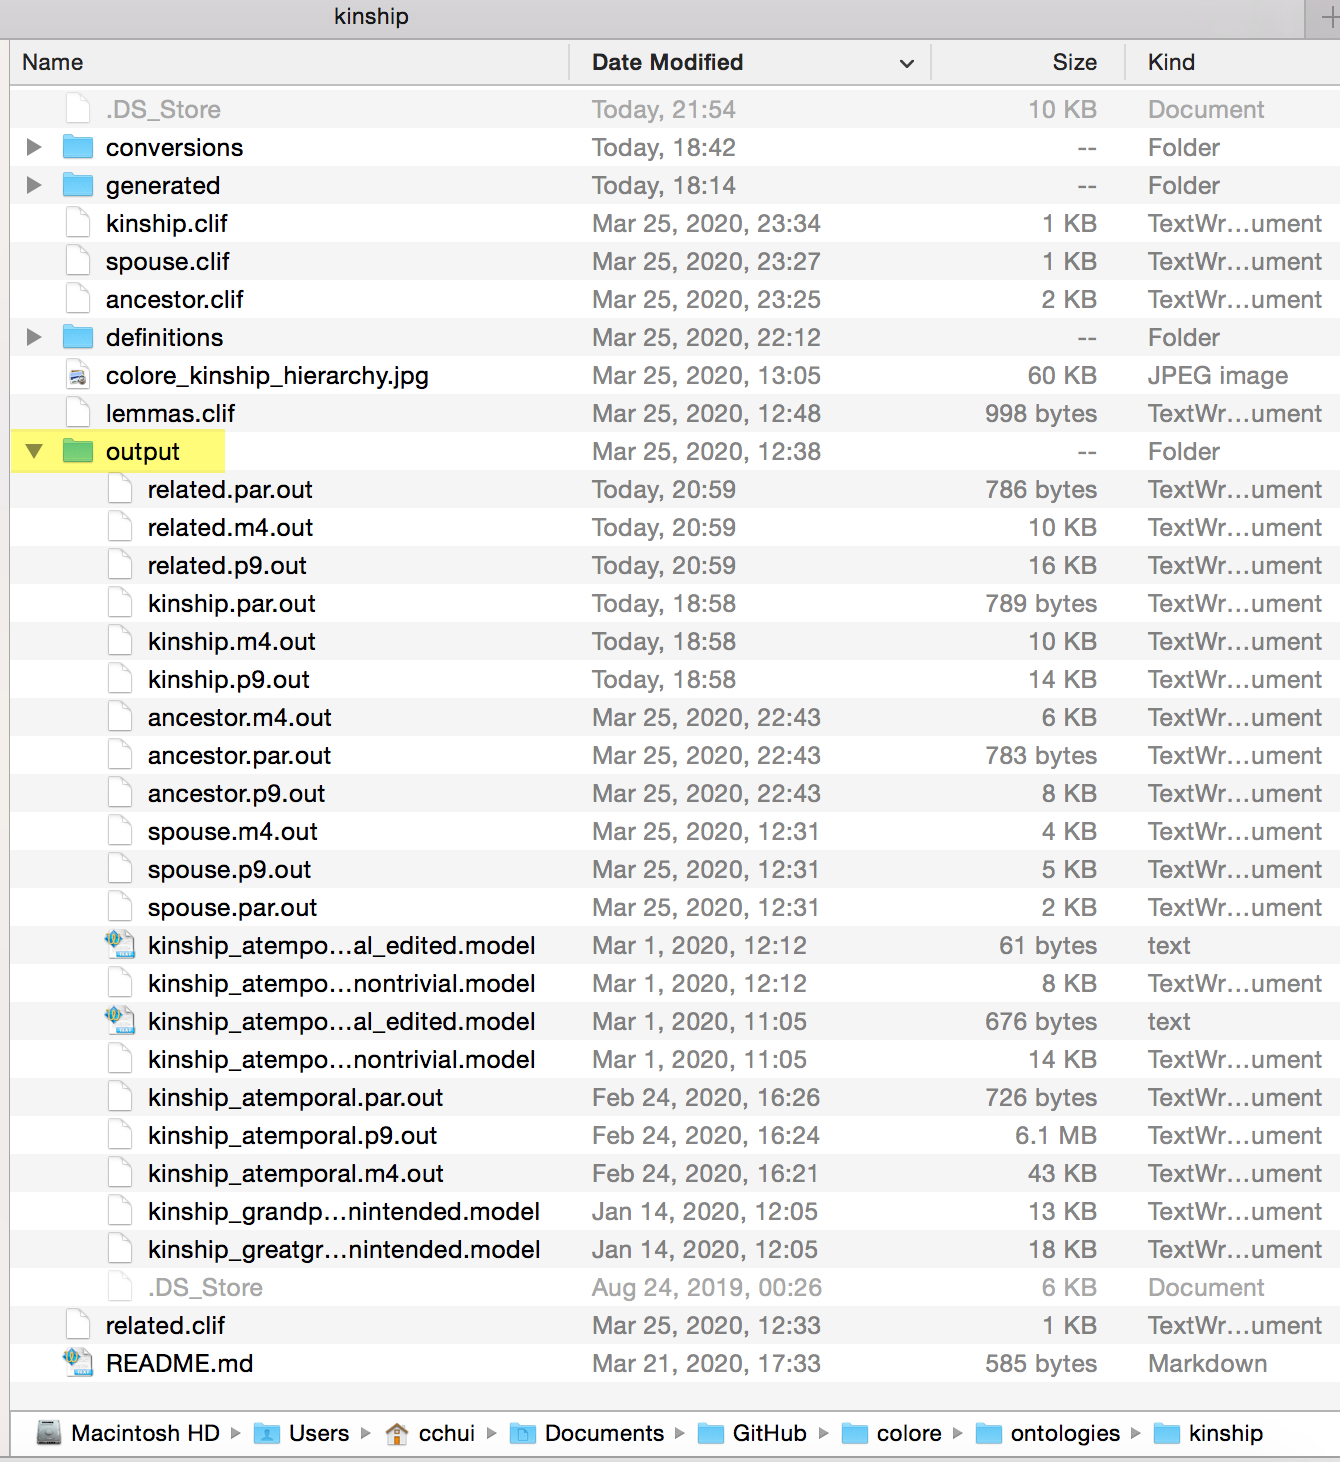 kinship
Name Date Modified Size Kind
.DS_Store Today, 21:54 10 KB Document
conversions Today, 18:42 -- Folder
generated Today, 18:14 -- Folder
kinship.clif Mar 25, 2020, 23:34 1 KB TextWr...ument
spouse.clif Mar 25, 2020, 23:27 1 KB TextWr...ument
ancestor.clif Mar 25, 2020, 23:25 2 KB TextWr...ument
definitions Mar 25, 2020, 22:12 -- Folder
colore_kinship_hierarchy.jpg Mar 25, 2020, 13:05 60 KB JPEG image
lemmas.clif Mar 25, 2020, 12:48 998 bytes TextWr...ument
output Mar 25, 2020, 12:38 -- Folder
related.par.out Today, 20:59 786 bytes TextWr...ument
related.m4.out Today, 20:59 10 KB TextWr...ument
related.p9.out Today, 20:59 16 KB TextWr...ument
kinship.par.out Today, 18:58 789 bytes TextWr...ument
kinship.m4.out Today, 18:58 10 KB TextWr...ument
kinship.p9.out Today, 18:58 14 KB TextWr...ument
ancestor.m4.out Mar 25, 2020, 22:43 6 KB TextWr...ument
ancestor.par.out Mar 25, 2020, 22:43 783 bytes TextWr...ument
ancestor.p9.out Mar 25, 2020, 22:43 8 KB TextWr...ument
spouse.m4.out Mar 25, 2020, 12:31 4 KB TextWr...ument
spouse.p9.out Mar 25, 2020, 12:31 5 KB TextWr...ument
spouse.par.out Mar 25, 2020, 12:31 2 KB TextWr...ument
kinship_atempo...al_edited.model Mar 1, 2020, 12:12 61 bytes text
kinship_atempo...nontrivial.model Mar 1, 2020, 12:12 8 KB TextWr...ument
kinship_atempo...al_edited.model Mar 1, 2020, 11:05 676 bytes text
kinship_atempo...nontrivial.model Mar 1, 2020, 11:05 14 KB TextWr...ument
kinship_atemporal.par.out Feb 24, 2020, 16:26 726 bytes TextWr...ument
kinship_atemporal.p9.out Feb 24, 2020, 16:24 6.1 MB TextWr...ument
kinship_atemporal.m4.out Feb 24, 2020, 16:21 43 KB TextWr...ument
kinship_grandp...nintended.model Jan 14, 2020, 12:05 13 KB TextWr...ument
kinship_greatgr...nintended.model Jan 14, 2020, 12:05 18 KB TextWr...ument
.DS_Store Aug 24, 2019, 00:26 6 KB Document
related.clif Mar 25, 2020, 12:33 1 KB TextWr...ument
README.md Mar 21, 2020, 17:33 585 bytes Markdown
Macintosh HD Users cchui Documents GitHub colore ontologies kinship